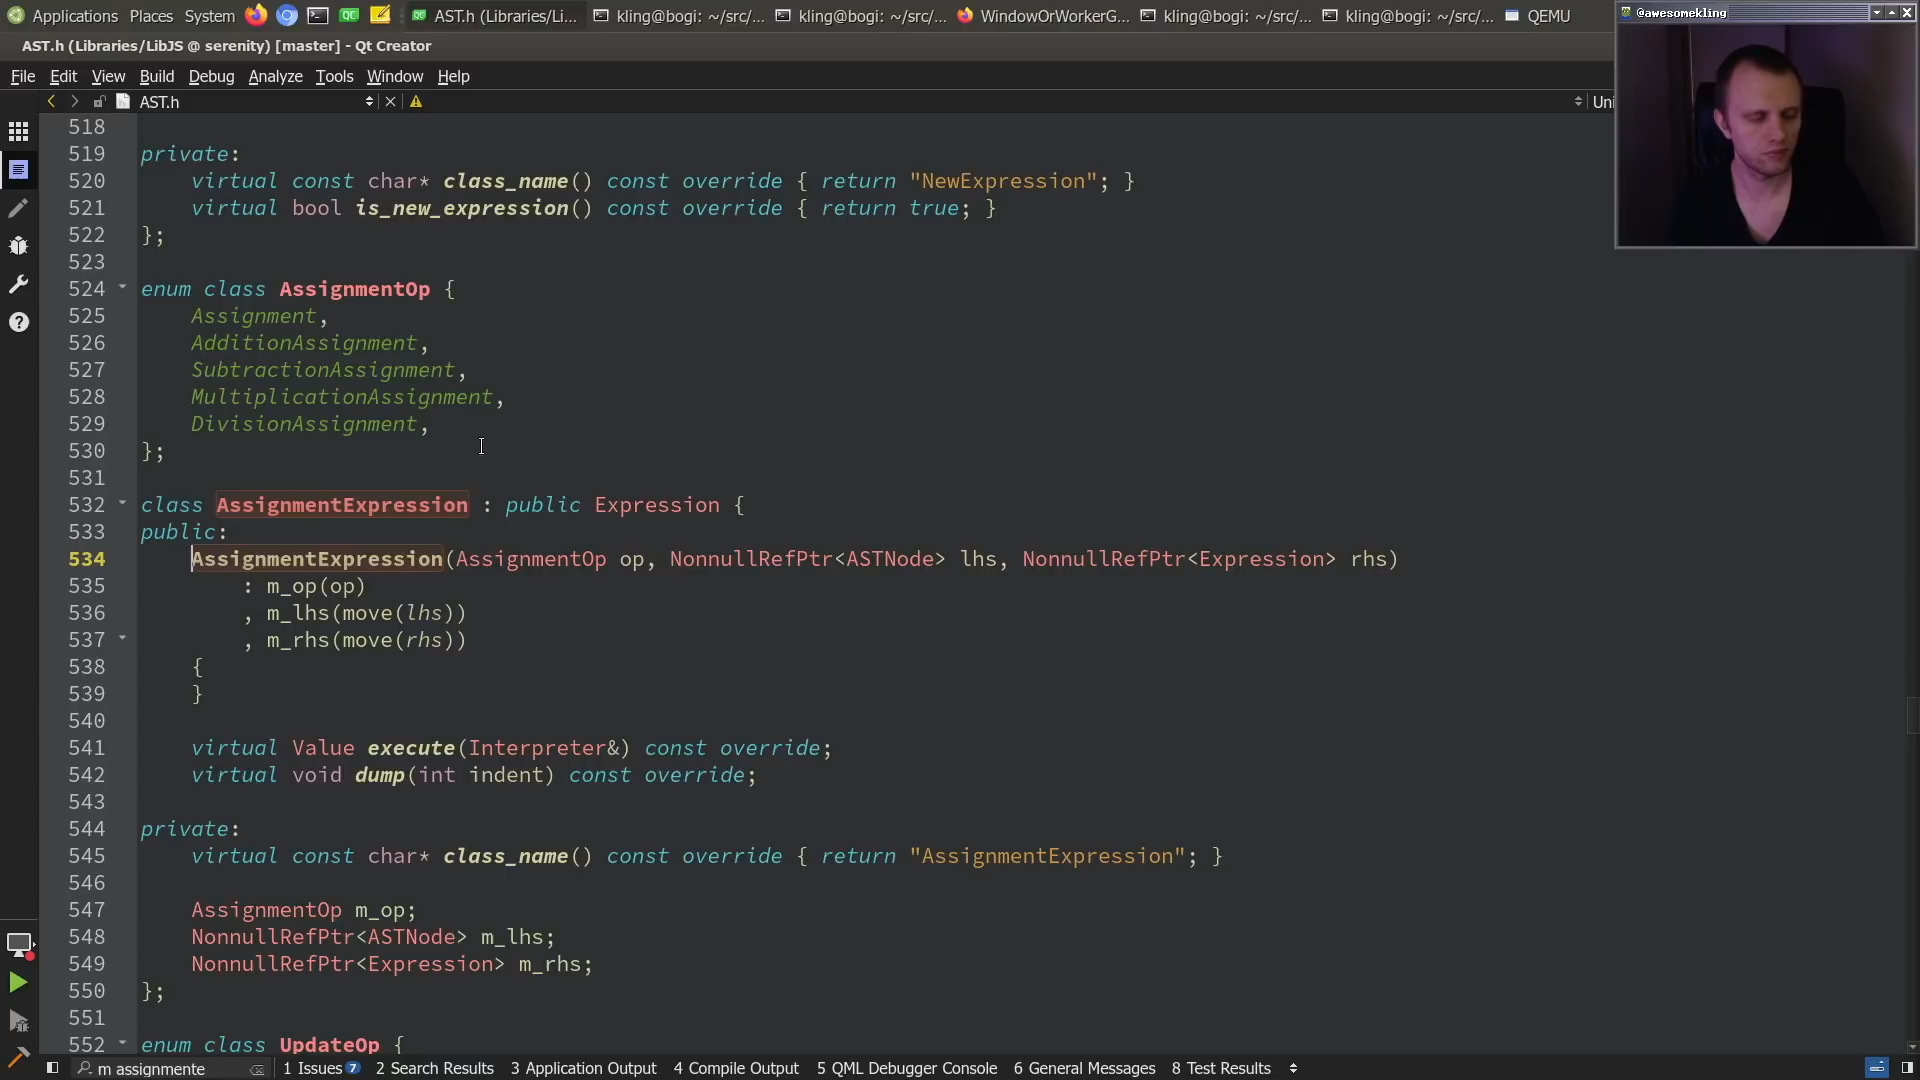 Applications Places System AST.h (Libraries/Li... kling@bogi: ~/src/... kling@bogi: ~/src/... WindowOrWorkerG... kling@bogi: ~/src/... kling@bogi: ~/src/... QEMU @awesomekling
AST.h (Libraries/LibJS @ serenity) [master] - Qt Creator
File Edit View Build Debug Analyze Tools Window Help
AST.h Uni
518
519 private:
520 virtual const char* class_name() const override { return "NewExpression"; }
521 virtual bool is_new_expression() const override { return true; }
522 };
523
524 enum class AssignmentOp {
525 Assignment,
526 AdditionAssignment,
527 SubtractionAssignment,
528 MultiplicationAssignment,
529 DivisionAssignment,
530 };
531
532 class AssignmentExpression : public Expression {
533 public:
534 AssignmentExpression(AssignmentOp op, NonnullRefPtr<ASTNode> lhs, NonnullRefPtr<Expression> rhs)
535 : m_op(op)
536 , m_lhs(move(lhs))
537 , m_rhs(move(rhs))
538 {
539 }
540
541 virtual Value execute(Interpreter&) const override;
542 virtual void dump(int indent) const override;
543
544 private:
545 virtual const char* class_name() const override { return "AssignmentExpression"; }
546
547 AssignmentOp m_op;
548 NonnullRefPtr<ASTNode> m_lhs;
549 NonnullRefPtr<Expression> m_rhs;
550 };
551
552 enum class UpdateOp {
m assignmente 1 Issues 7 2 Search Results 3 Application Output 4 Compile Output 5 QML Debugger Console 6 General Messages 8 Test Results